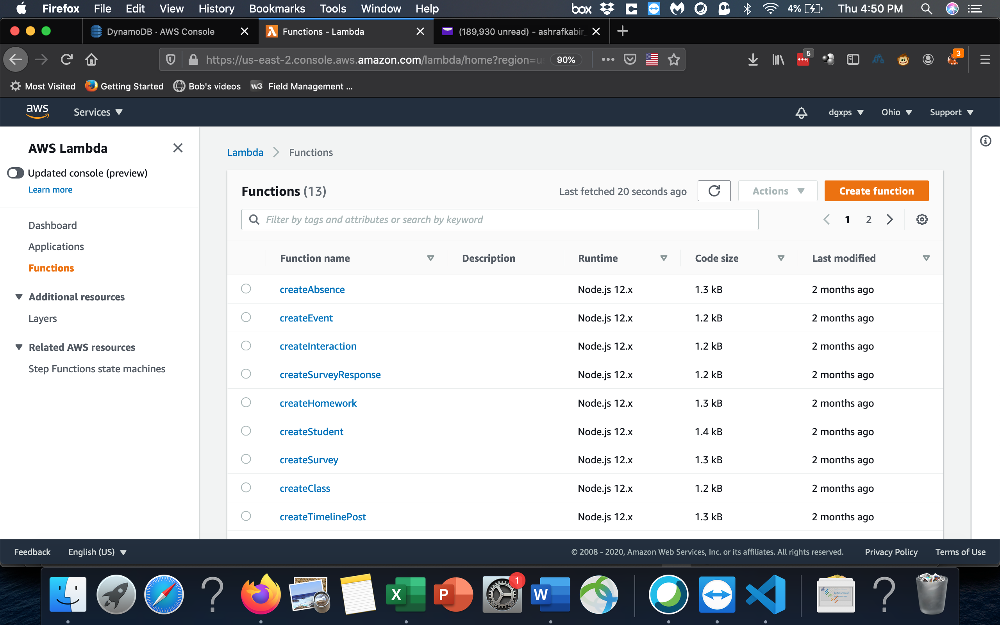 Firefox File Edit View History Bookmarks Tools Window Help box 4% Thu 4:50 PM
DynamoDB · AWS Console Functions - Lambda (189,930 unread) - ashrafkabir_
https://us-east-2.console.aws.amazon.com/lambda/home?region=us 90% 5 3
Most Visited Getting Started Bob's videos w3 Field Management ...
aws Services dgxps Ohio Support
AWS Lambda
Updated console (preview)
Learn more
Dashboard
Applications
Functions
Additional resources
Layers
Related AWS resources
Step Functions state machines
Lambda Functions
Functions (13) Last fetched 20 seconds ago Actions Create function
Filter by tags and attributes or search by keyword 1 2
Function name Description Runtime Code size Last modified
createAbsence Node.js 12.x 1.3 kB 2 months ago
createEvent Node.js 12.x 1.2 kB 2 months ago
createInteraction Node.js 12.x 1.2 kB 2 months ago
createSurveyResponse Node.js 12.x 1.2 kB 2 months ago
createHomework Node.js 12.x 1.3 kB 2 months ago
createStudent Node.js 12.x 1.4 kB 2 months ago
createSurvey Node.js 12.x 1.3 kB 2 months ago
createClass Node.js 12.x 1.2 kB 2 months ago
createTimelinePost Node.js 12.x 1.3 kB 2 months ago
Feedback English (US) © 2008 - 2020, Amazon Web Services, Inc. or its affiliates. All rights reserved. Privacy Policy Terms of Use
X P 1 W